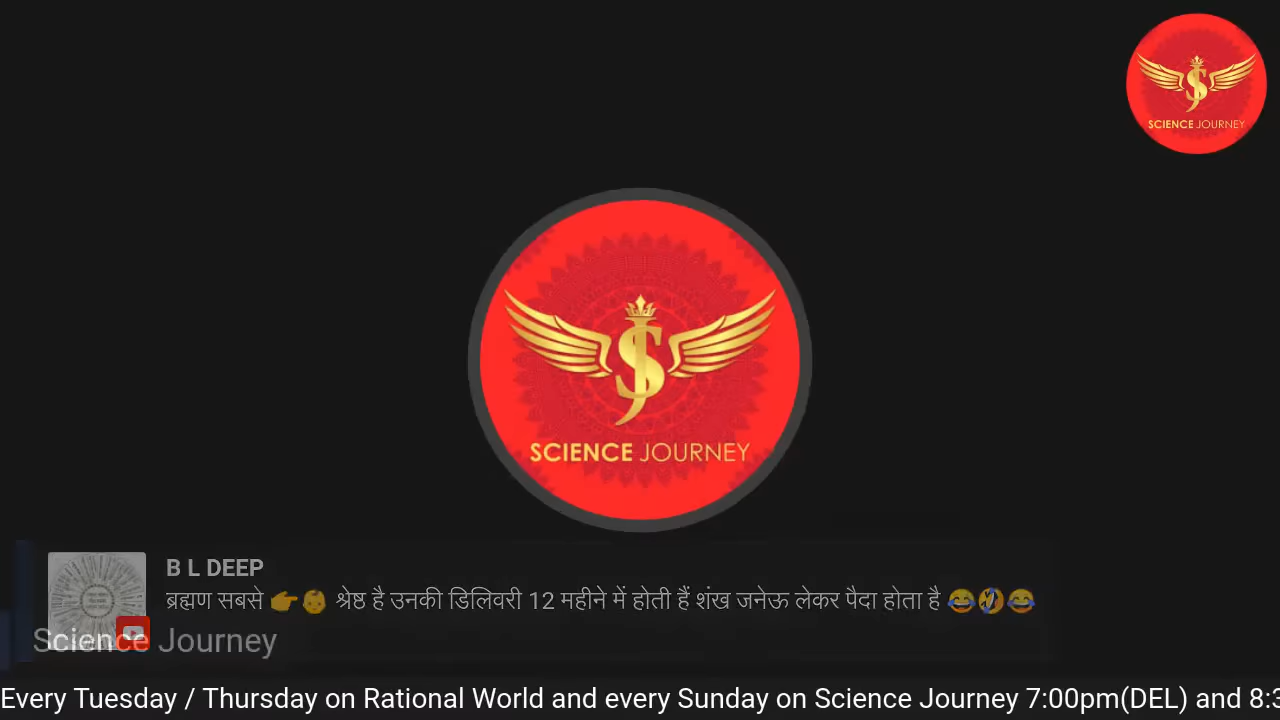 SCIENCE JOURNEY
SCIENCE JOURNEY
B L DEEP
ब्रह्मण सबसे 👉👶 श्रेष्ठ है उनकी डिलिवरी 12 महीने में होती हैं शंख जनेऊ लेकर पैदा होता है 😂🤣😂
Science Journey
Every Tuesday / Thursday on Rational World and every Sunday on Science Journey 7:00pm(DEL) and 8:3